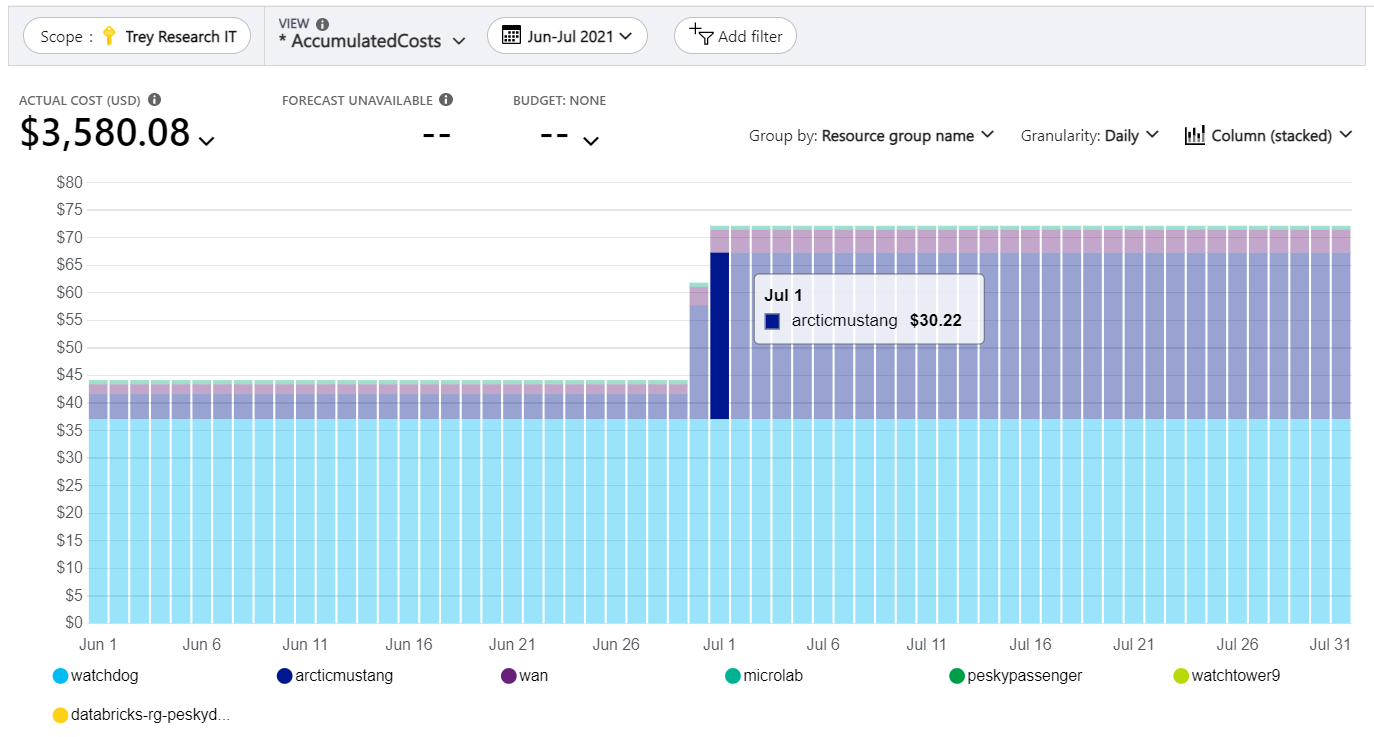 VIEW
Scope : Trey Research IT
* AccumulatedCosts
Jun-Jul 2021
Add filter
ACTUAL COST (USD)
FORECAST UNAVAILABLE
BUDGET: NONE
$3,580.08
--
--
Group by: Resource group name
Granularity: Daily
Column (stacked)
$80
$75
$70
$65
$60
$55
$50
$45
$40
$35
$30
$25
$20
$15
$10
$5
$0
Jul 1
arcticmustang $30.22
Jun 1
Jun 6
Jun 11
Jun 16
Jun 21
Jun 26
Jul 1
Jul 6
Jul 11
Jul 16
Jul 21
Jul 26
Jul 31
watchdog
arcticmustang
wan
microlab
peskypassenger
watchtower9
databricks-rg-peskyd...